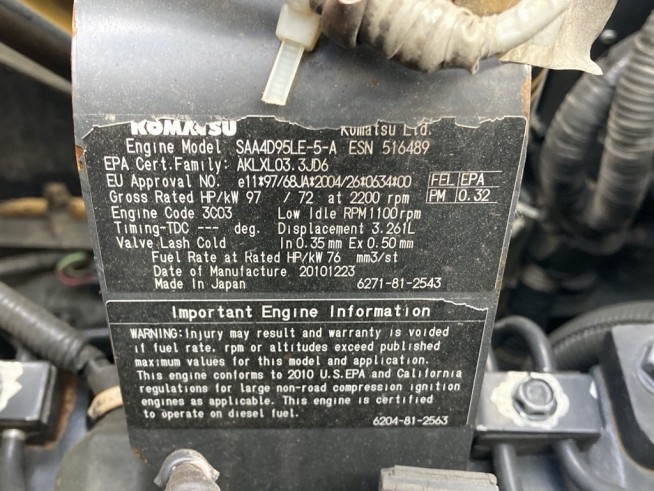 KOMATSU Komatsu Ltd.
Engine Model SAA4D95LE-5-A ESN 516489
EPA Cert.Family: AKLXL03.3JD6
EU Approval NO. e11*97/68JA*2004/26*0634*00 FEL EPA
Gross Rated HP/kW 97 / 72 at 2200 rpm PM 0.32
Engine Code 3C03 Low Idle RPM 1100rpm
Timing-TDC --- deg. Displacement 3.261L
Valve Lash Cold In 0.35mm Ex 0.50mm
Fuel Rate at Rated HP/kW 76 mm3/st
Date of Manufacture 20101223
Made In Japan 6271-81-2543
Important Engine Information
WARNING:Injury may result and warranty is voided
if fuel rate, rpm or altitudes exceed published
maximum values for this model and application.
This engine conforms to 2010 U.S.EPA and California
regulations for large non-road compression ignition
engines as applicable. This engine is certified
to operate on diesel fuel.
6204-81-2563